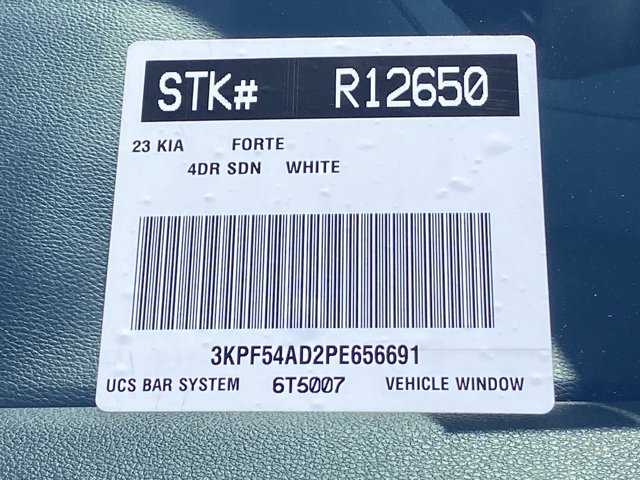 STK# R12650
23 KIA FORTE
4DR SDN WHITE
3KPF54AD2PE656691
UCS BAR SYSTEM 6T5007 VEHICLE WINDOW